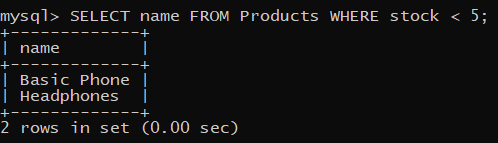 mysql> SELECT name FROM Products WHERE stock < 5;
+-------------+
| name        |
+-------------+
| Basic Phone |
| Headphones  |
+-------------+
2 rows in set (0.00 sec)